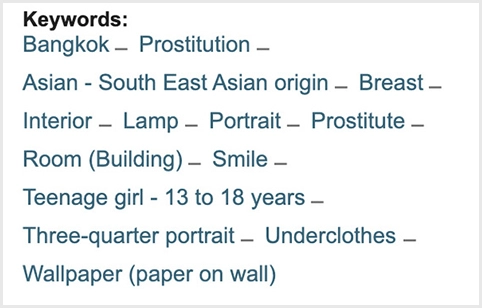 Keywords:
Bangkok _ Prostitution _
Asian - South East Asian origin _ Breast _
Interior _ Lamp _ Portrait _ Prostitute _
Room (Building) _ Smile _
Teenage girl - 13 to 18 years _
Three-quarter portrait _ Underclothes _
Wallpaper (paper on wall)